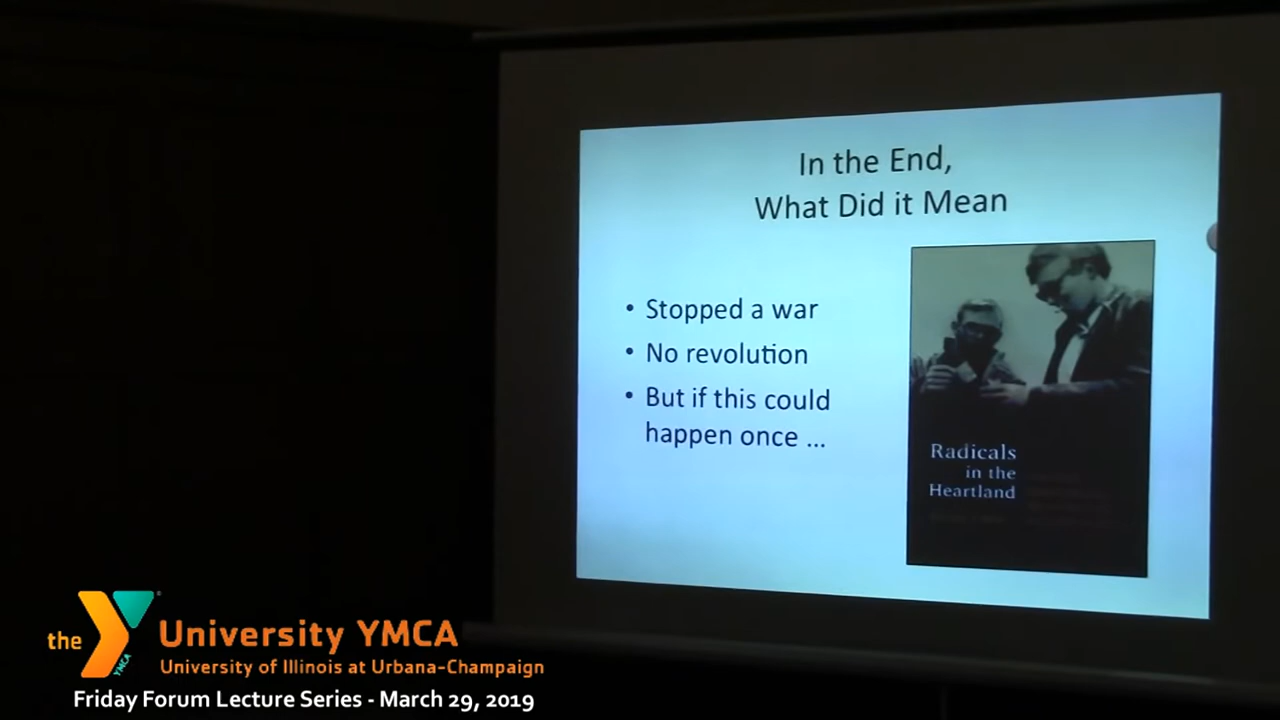 In the End,
What Did it Mean
• Stopped a war
• No revolution
• But if this could
happen once ...
Radicals
in the
Heartland
the
YMCA
University YMCA
University of Illinois at Urbana-Champaign
Friday Forum Lecture Series - March 29, 2019